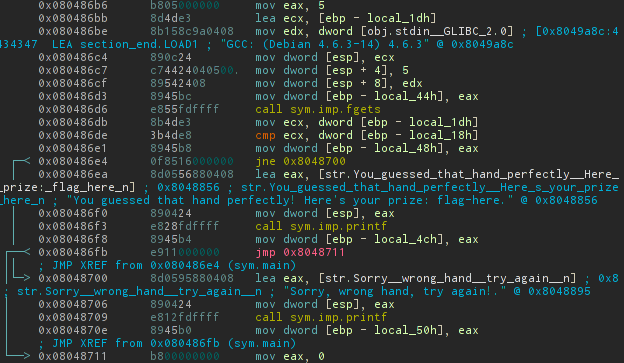 0x080486b6 b805000000 mov eax, 5
0x080486bb 8d4de3 lea ecx, [ebp - local_1dh]
0x080486be 8b158c9a0408 mov edx, dword [obj.stdin__GLIBC_2.0] ; [0x8049a8c:4
434347 LEA section_end.LOAD1 ; "GCC: (Debian 4.6.3-14) 4.6.3" @ 0x8049a8c
0x080486c4 890c24 mov dword [esp], ecx
0x080486c7 c74424040500. mov dword [esp + 4], 5
0x080486cf 89542408 mov dword [esp + 8], edx
0x080486d3 8945bc mov dword [ebp - local_44h], eax
0x080486d6 e855fdffff call sym.imp.fgets
0x080486db 8b4de3 mov ecx, dword [ebp - local_1dh]
0x080486de 3b4de8 cmp ecx, dword [ebp - local_18h]
0x080486e1 8945b8 mov dword [ebp - local_48h], eax
0x080486e4 0f8516000000 jne 0x8048700
0x080486ea 8d0556880408 lea eax, [str.You_guessed_that_hand_perfectly__Here_
_prize:_flag_here_n] ; 0x8048856 ; str.You_guessed_that_hand_perfectly__Here_s_your_prize
_here_n ; "You guessed that hand perfectly! Here's your prize: flag-here." @ 0x8048856
0x080486f0 890424 mov dword [esp], eax
0x080486f3 e828fdffff call sym.imp.printf
0x080486f8 8945b4 mov dword [ebp - local_4ch], eax
0x080486fb e911000000 jmp 0x8048711
; JMP XREF from 0x080486e4 (sym.main)
0x08048700 8d0595880408 lea eax, [str.Sorry__wrong_hand__try_again__n] ; 0x8
; str.Sorry__wrong_hand__try_again__n ; "Sorry, wrong hand, try again!." @ 0x8048895
0x08048706 890424 mov dword [esp], eax
0x08048709 e812fdffff call sym.imp.printf
0x0804870e 8945b0 mov dword [ebp - local_50h], eax
; JMP XREF from 0x080486fb (sym.main)
0x08048711 b800000000 mov eax, 0